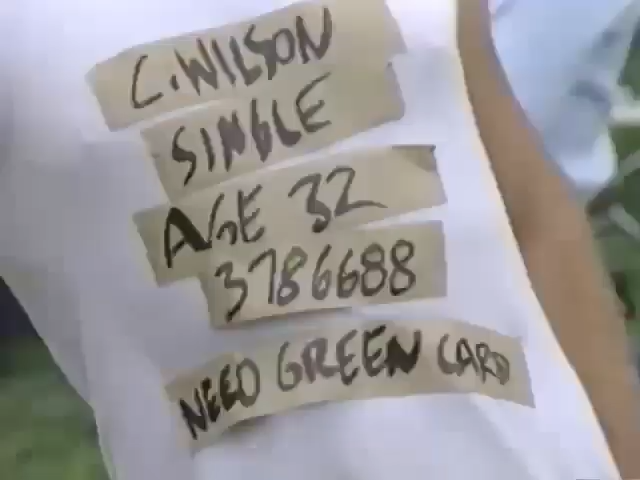 C. WILSON
SINGLE
AGE 32
3786688
NEED GREEN CARD